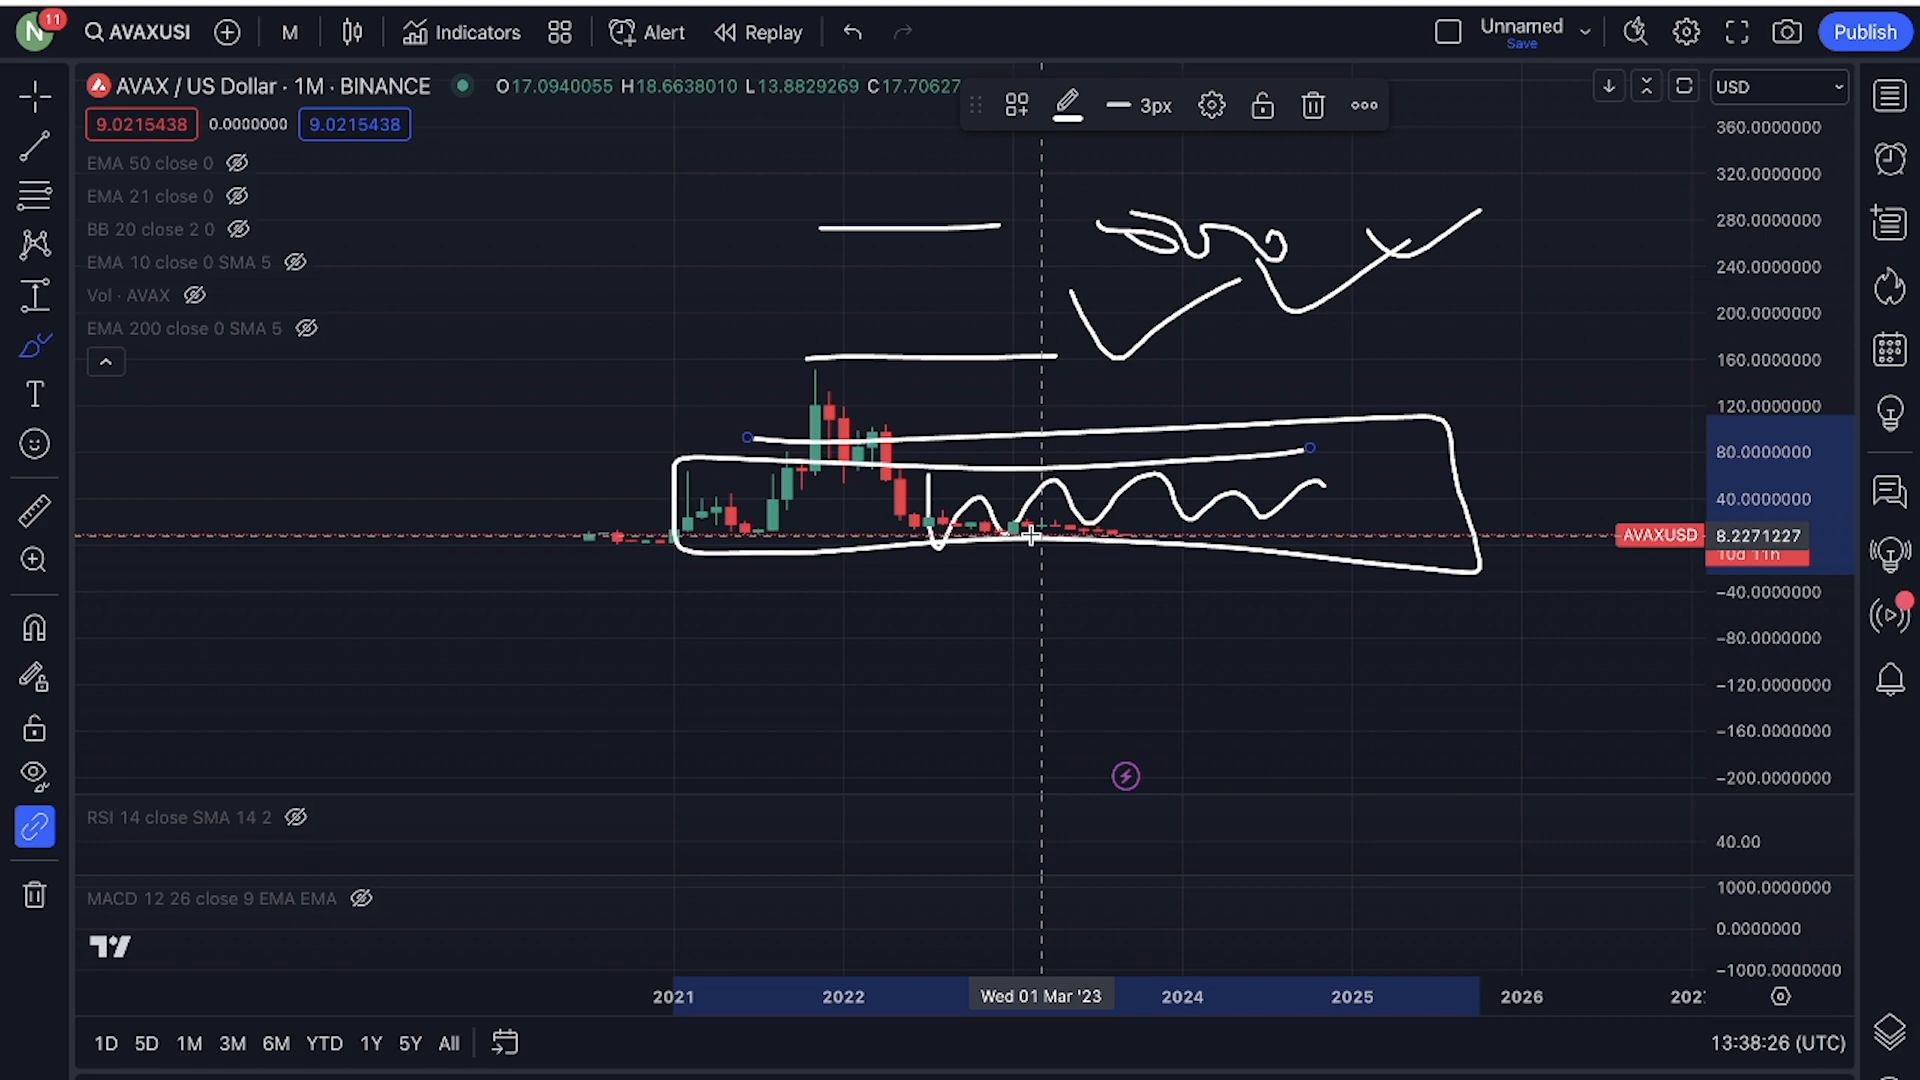 N 11 AVAXUSI M Indicators Alert Replay Unnamed Save Publish
AVAX / US Dollar · 1M · BINANCE O17.0940055 H18.6638010 L13.8829269 C17.70627 3px USD
9.0215438 0.0000000 9.0215438
EMA 50 close 0
EMA 21 close 0
BB 20 close 2 0
EMA 10 close 0 SMA 5
Vol · AVAX
EMA 200 close 0 SMA 5
360.0000000
320.0000000
280.0000000
240.0000000
200.0000000
160.0000000
120.0000000
80.0000000
40.0000000
AVAXUSD 8.2271227
10d 11h
−40.0000000
−80.0000000
−120.0000000
−160.0000000
−200.0000000
RSI 14 close SMA 14 2
40.00
MACD 12 26 close 9 EMA EMA
1000.0000000
0.0000000
−1000.0000000
2021 2022 Wed 01 Mar '23 2024 2025 2026
1D 5D 1M 3M 6M YTD 1Y 5Y All 13:38:26 (UTC)